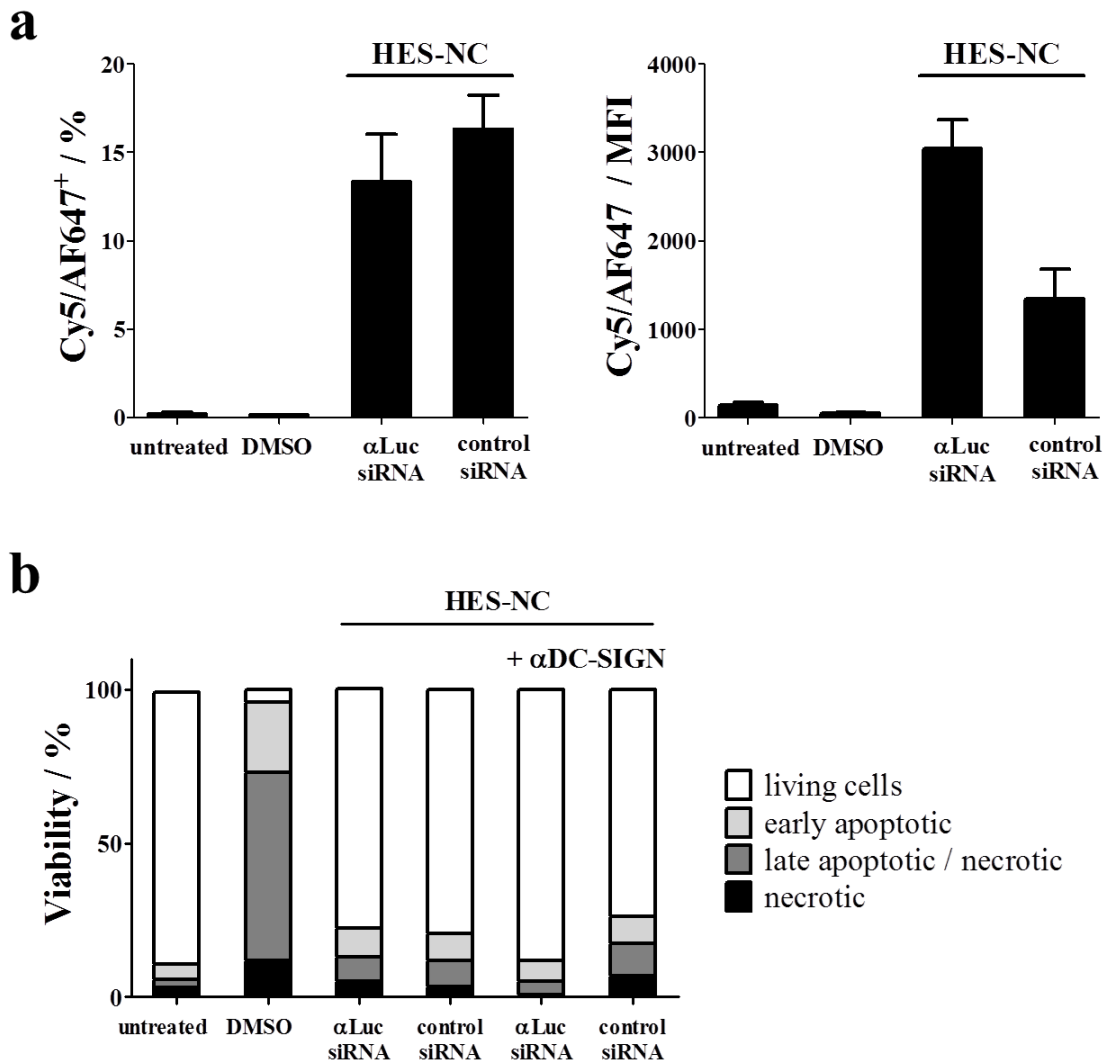 a
HES-NC
Cy5/AF647⁺ / %
20
15
10
5
0
untreated DMSO αLuc siRNA control siRNA
HES-NC
Cy5/AF647 / MFI
4000
3000
2000
1000
0
untreated DMSO αLuc siRNA control siRNA
b
HES-NC
+ αDC-SIGN
Viability / %
100
50
0
untreated DMSO αLuc siRNA control siRNA αLuc siRNA control siRNA
living cells
early apoptotic
late apoptotic / necrotic
necrotic